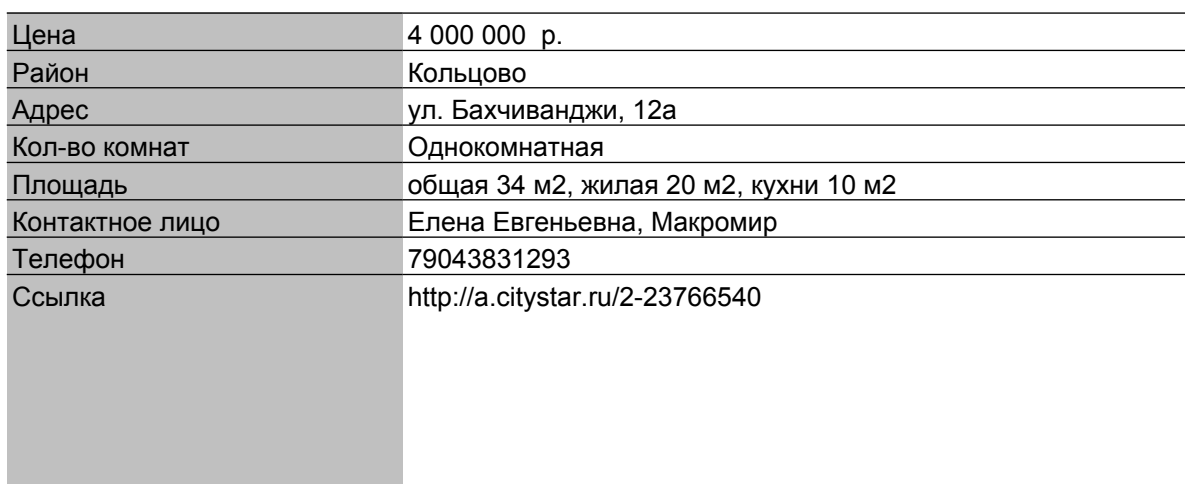 Цена 4 000 000  р.
Район Кольцово
Адрес ул. Бахчиванджи, 12а
Кол-во комнат Однокомнатная
Площадь общая 34 м2, жилая 20 м2, кухни 10 м2
Контактное лицо Елена Евгеньевна, Макромир
Телефон 79043831293
Ссылка http://a.citystar.ru/2-23766540